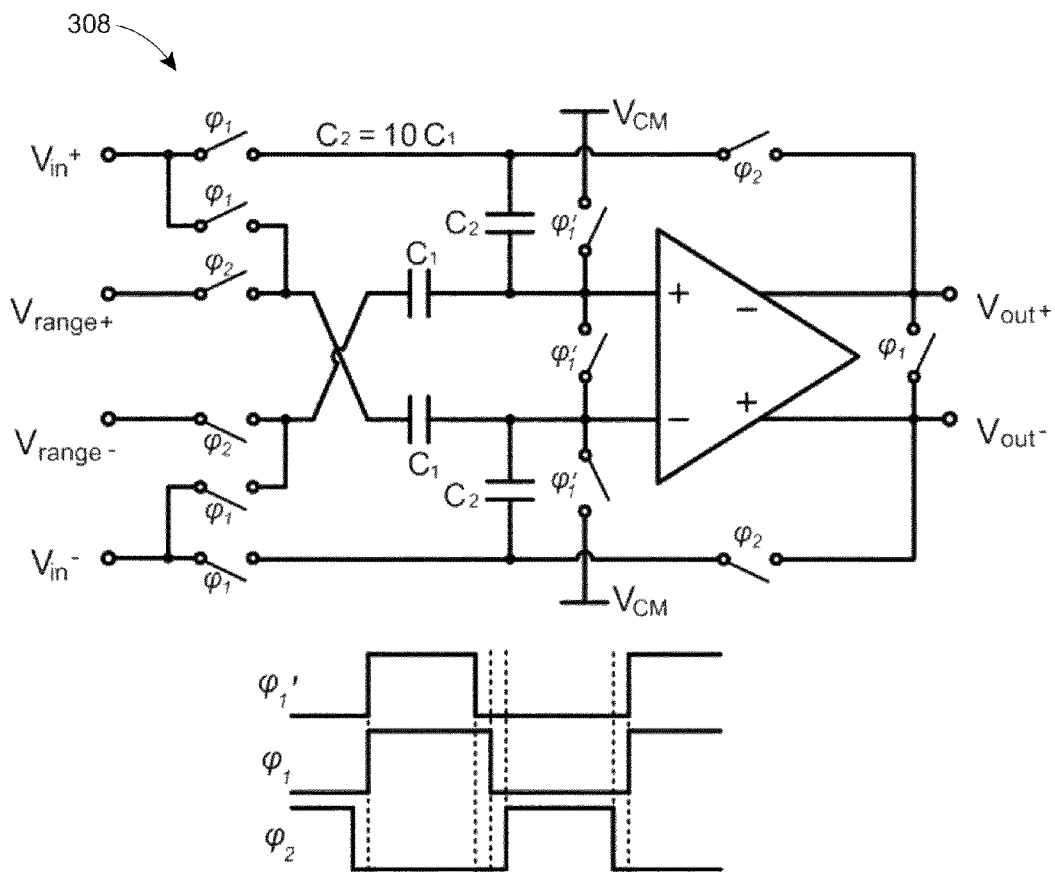 308
φ₁
Vin+
C₂ = 10 C₁
VCM
φ₂
φ₁
C₂
φ₁'
C₁
φ₂
+
−
Vrange+
Vout+
φ₁'
φ₁
Vrange-
φ₂
−
+
Vout-
C₁
C₂
φ₁'
φ₁
φ₂
Vin-
φ₁
VCM
φ₁'
φ₁
φ₂